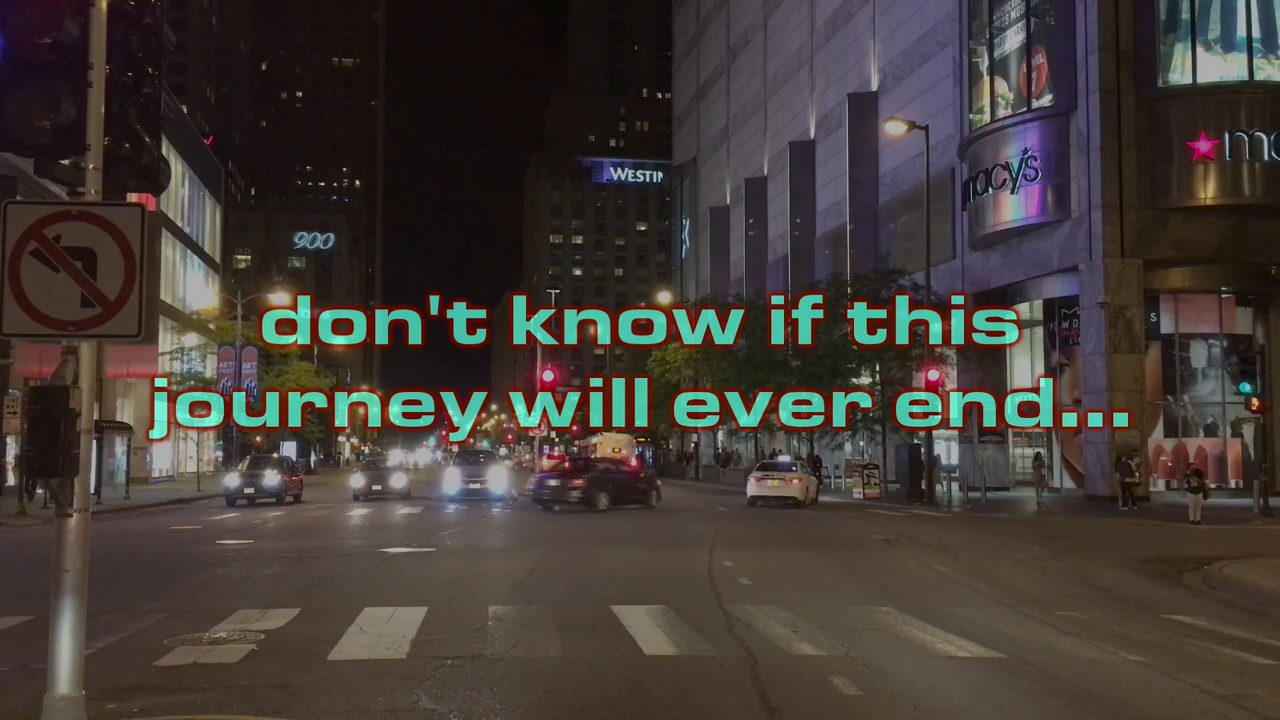 WESTIN
900
macy's
don't know if this
journey will ever end...